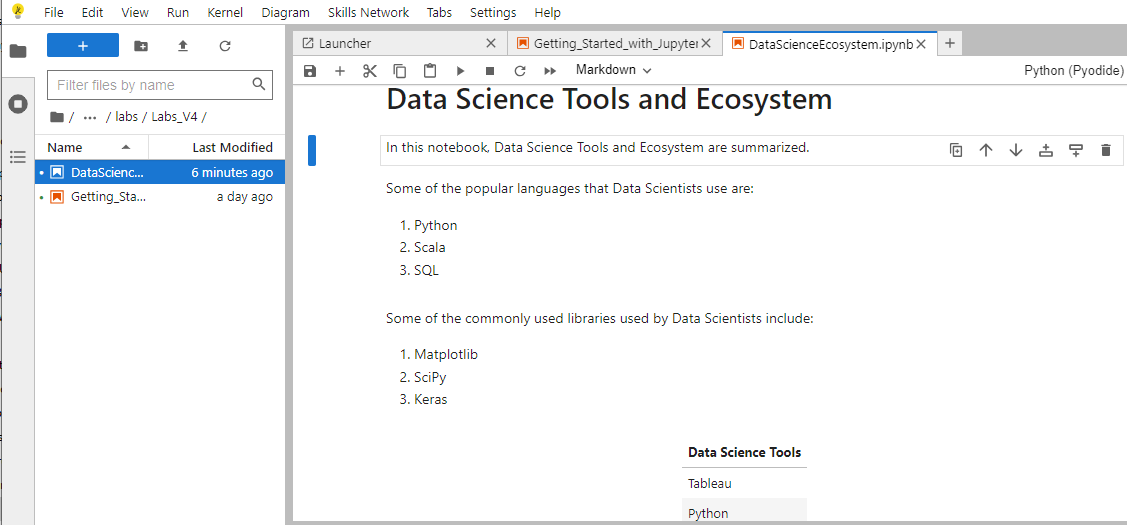 File Edit View Run Kernel Diagram Skills Network Tabs Settings Help
+
Filter files by name
/ ... / labs / Labs_V4 /
Name Last Modified
DataScienc... 6 minutes ago
Getting_Sta... a day ago
Launcher Getting_Started_with_Jupyter DataScienceEcosystem.ipynb
Markdown Python (Pyodide)
Data Science Tools and Ecosystem
In this notebook, Data Science Tools and Ecosystem are summarized.
Some of the popular languages that Data Scientists use are:
1. Python
2. Scala
3. SQL
Some of the commonly used libraries used by Data Scientists include:
1. Matplotlib
2. SciPy
3. Keras
Data Science Tools
Tableau
Python